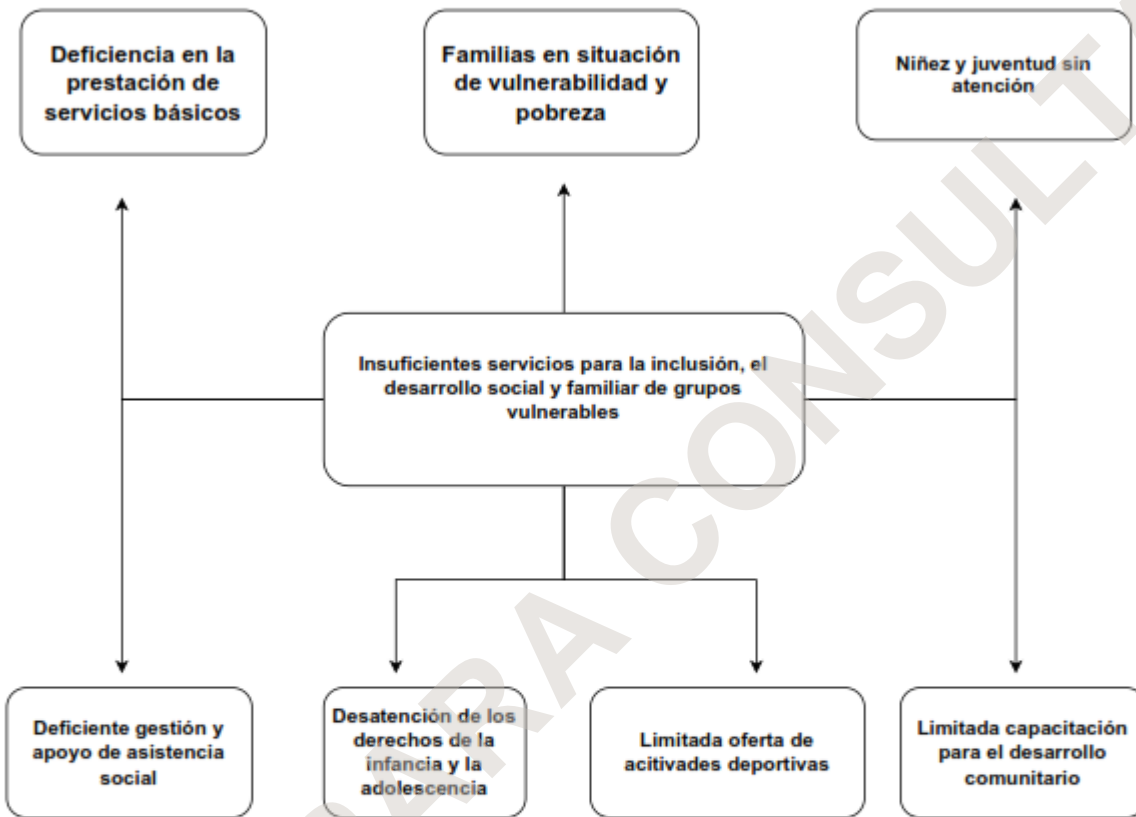 Deficiencia en la
prestación de
servicios básicos
Familias en situación
de vulnerabilidad y
pobreza
Niñez y juventud sin
atención
Insuficientes servicios para la inclusión, el
desarrollo social y familiar de grupos
vulnerables
Deficiente gestión y
apoyo de asistencia
social
Desatención de los
derechos de la
infancia y la
adolescencia
Limitada oferta de
acitivades deportivas
Limitada capacitación
para el desarrollo
comunitario
PARA CONSULT